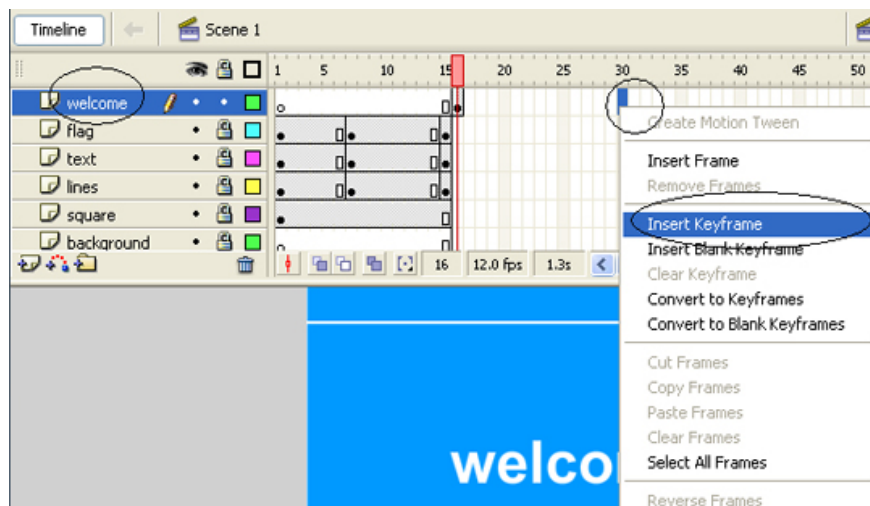 Timeline Scene 1
1 5 10 15 20 25 30 35 40 45 50
welcome
flag
text
lines
square
background
16 12.0 fps 1.3s
Create Motion Tween
Insert Frame
Remove Frames
Insert Keyframe
Insert Blank Keyframe
Clear Keyframe
Convert to Keyframes
Convert to Blank Keyframes
Cut Frames
Copy Frames
Paste Frames
Clear Frames
Select All Frames
Reverse Frames
welco